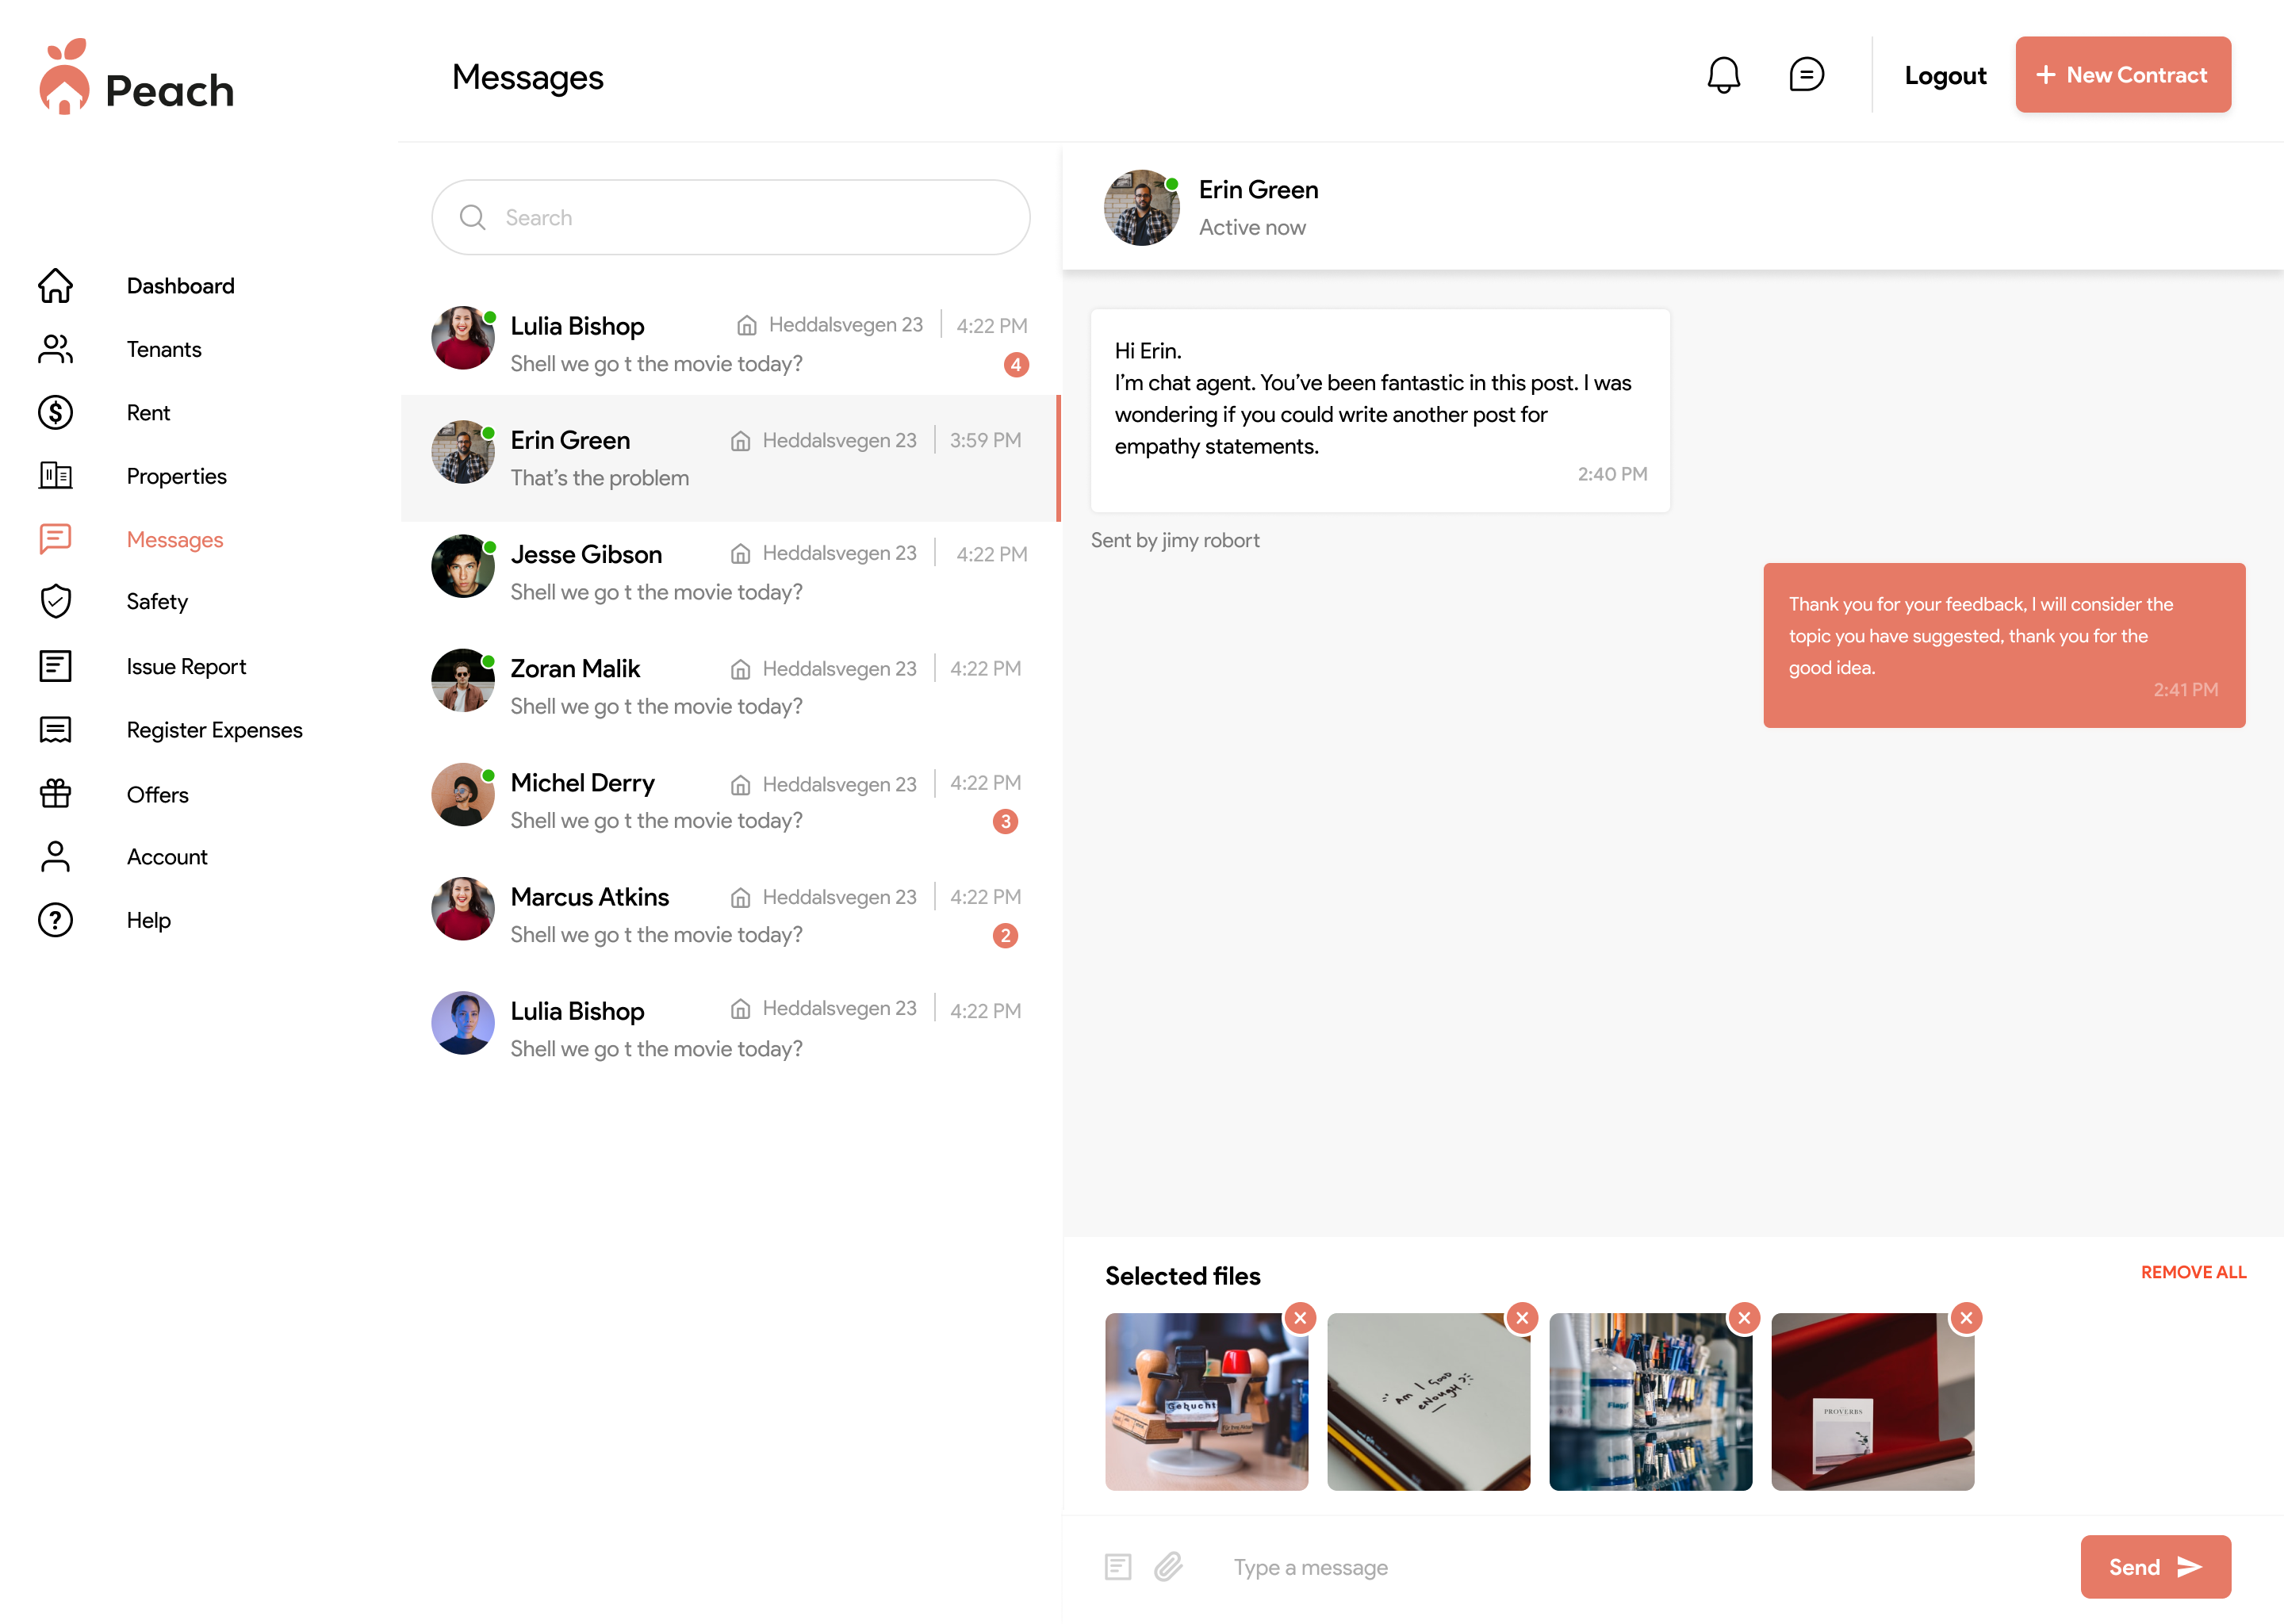 Peach
Messages
Logout
+ New Contract
Dashboard
Tenants
Rent
Properties
Messages
Safety
Issue Report
Register Expenses
Offers
Account
Help
Search
Lulia Bishop
Heddalsvegen 23
4:22 PM
Shell we go t the movie today?
4
Erin Green
Heddalsvegen 23
3:59 PM
That’s the problem
Jesse Gibson
Heddalsvegen 23
4:22 PM
Shell we go t the movie today?
Zoran Malik
Heddalsvegen 23
4:22 PM
Shell we go t the movie today?
Michel Derry
Heddalsvegen 23
4:22 PM
Shell we go t the movie today?
3
Marcus Atkins
Heddalsvegen 23
4:22 PM
Shell we go t the movie today?
2
Lulia Bishop
Heddalsvegen 23
4:22 PM
Shell we go t the movie today?
Erin Green
Active now
Hi Erin.
I’m chat agent. You’ve been fantastic in this post. I was
wondering if you could write another post for
empathy statements.
2:40 PM
Sent by jimy robort
Thank you for your feedback, I will consider the
topic you have suggested, thank you for the
good idea.
2:41 PM
Selected files
REMOVE ALL
Gebucht
Am I Good
enough?
PROVERBS
Type a message
Send